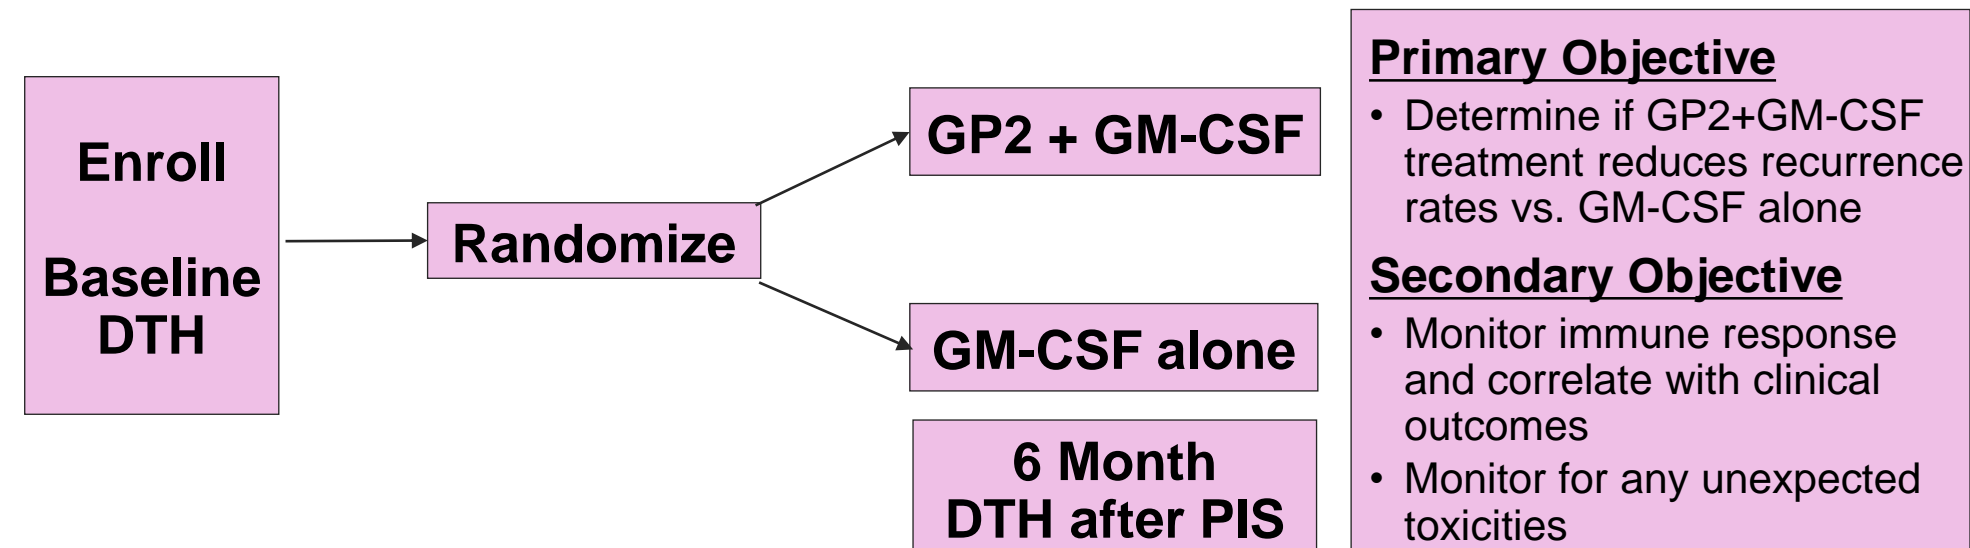 Enroll
Baseline
DTH
Randomize
GP2 + GM-CSF
GM-CSF alone
6 Month
DTH after PIS
Primary Objective
• Determine if GP2+GM-CSF
treatment reduces recurrence
rates vs. GM-CSF alone
Secondary Objective
• Monitor immune response
and correlate with clinical
outcomes
• Monitor for any unexpected
toxicities